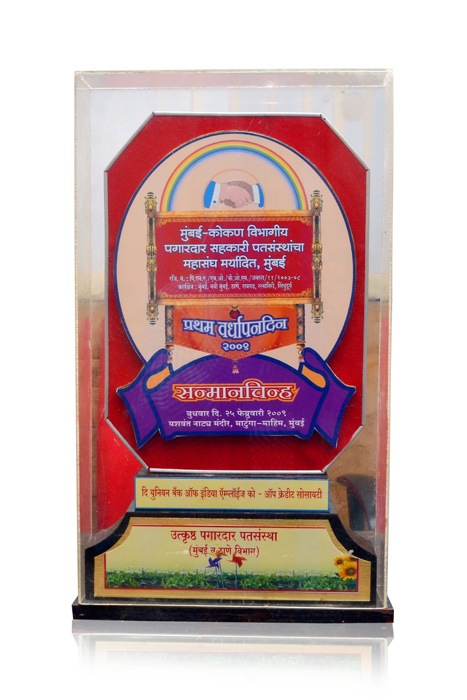 मुंबई-कोकण विभागीय
पगारदार सहकारी पतसंस्थांचा
महासंघ मर्यादित, मुंबई
कार्यक्षेत्र : मुंबई, नवी मुंबई, ठाणे, रायगड, रत्नागिरी, सिंधुदुर्ग
प्रथम वर्धापनदिन
२००९
सन्मानचिन्ह
बुधवार दि. २५ फेब्रुवारी २००९
यशवंत नाट्य मंदीर, माटुंगा-माहिम, मुंबई
दि युनियन बँक ऑफ इंडिया ऍम्प्लॉईज को - ऑप क्रेडीट सोसायटी
उत्कृष्ठ पगारदार पतसंस्था
(मुंबई व ठाणे विभाग)